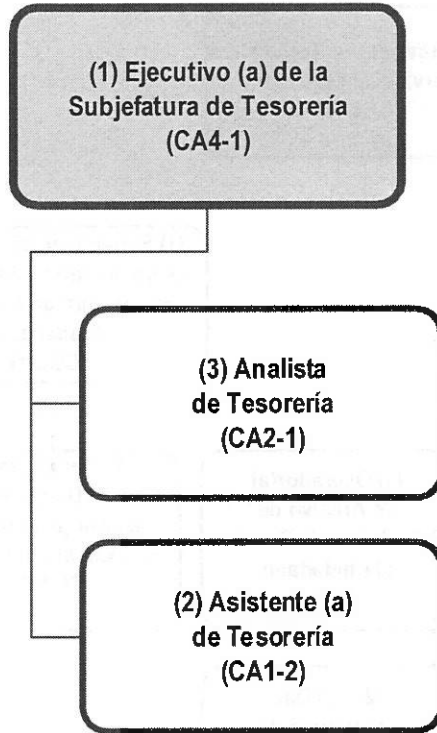 (1) Ejecutivo (a) de la
Subjefatura de Tesorería
(CA4-1)
(3) Analista
de Tesorería
(CA2-1)
(2) Asistente (a)
de Tesorería
(CA1-2)